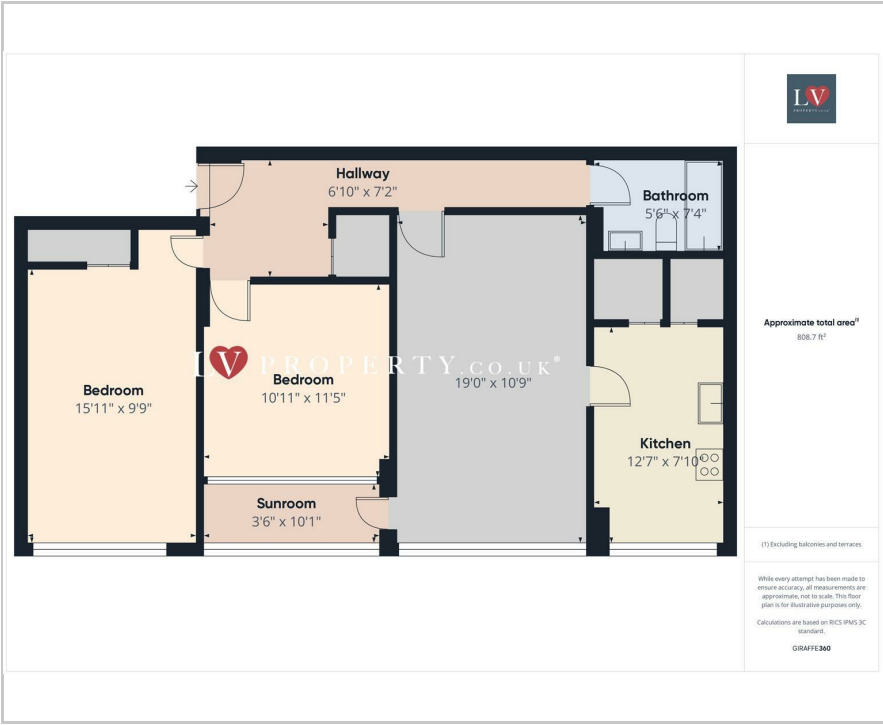 LV
PROPERTY.CO.UK
Hallway
6'10" x 7'2"
Bathroom
5'6" x 7'4"
LV PROPERTY.CO.UK®
Bedroom
15'11" x 9'9"
Bedroom
10'11" x 11'5"
19'0" x 10'9"
Kitchen
12'7" x 7'10"
Sunroom
3'6" x 10'1"
Approximate total area⁽¹⁾
808.7 ft²
(1) Excluding balconies and terraces
While every attempt has been made to
ensure accuracy, all measurements are
approximate, not to scale. This floor
plan is for illustrative purposes only.
Calculations are based on RICS IPMS 3C
standard.
GIRAFFE360